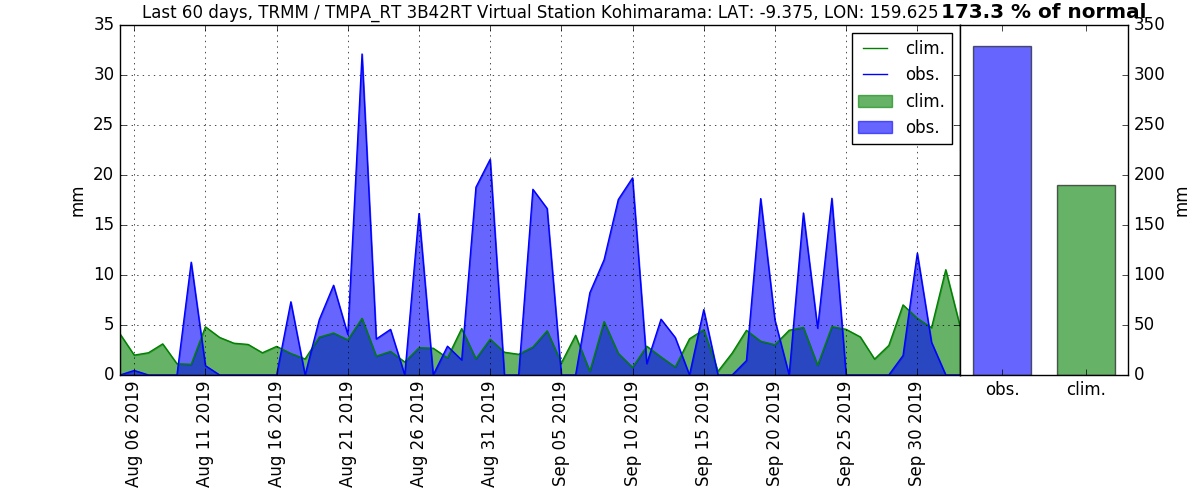 Last 60 days, TRMM / TMPA_RT 3B42RT Virtual Station Kohimarama: LAT: -9.375, LON: 159.625
173.3 % of normal
35
30
25
20
15
10
5
0
mm
clim.
obs.
clim.
obs.
350
300
250
200
150
100
50
0
mm
Aug 06 2019
Aug 11 2019
Aug 16 2019
Aug 21 2019
Aug 26 2019
Aug 31 2019
Sep 05 2019
Sep 10 2019
Sep 15 2019
Sep 20 2019
Sep 25 2019
Sep 30 2019
obs.
clim.